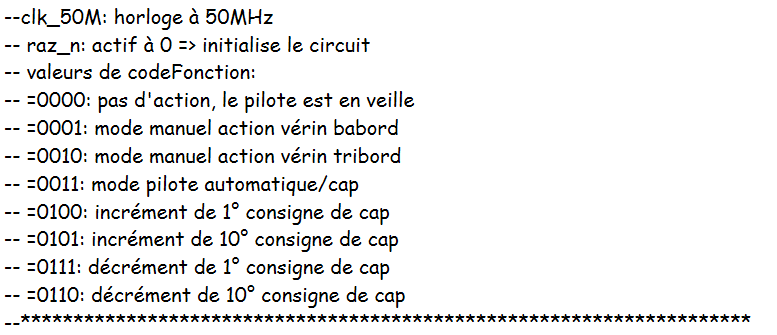 --clk_50M: horloge à 50MHz
-- raz_n: actif à 0 => initialise le circuit
-- valeurs de codeFonction:
-- =0000: pas d'action, le pilote est en veille
-- =0001: mode manuel action vérin babord
-- =0010: mode manuel action vérin tribord
-- =0011: mode pilote automatique/cap
-- =0100: incrément de 1° consigne de cap
-- =0101: incrément de 10° consigne de cap
-- =0111: décrément de 1° consigne de cap
-- =0110: décrément de 10° consigne de cap
--**********************************************************************